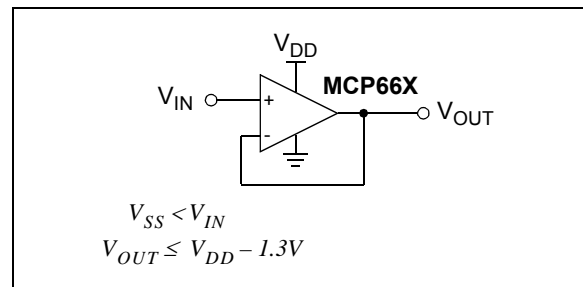 V_DD
MCP66X
V_IN
+
V_OUT
-
V_SS < V_IN
V_OUT ≤ V_DD – 1.3V